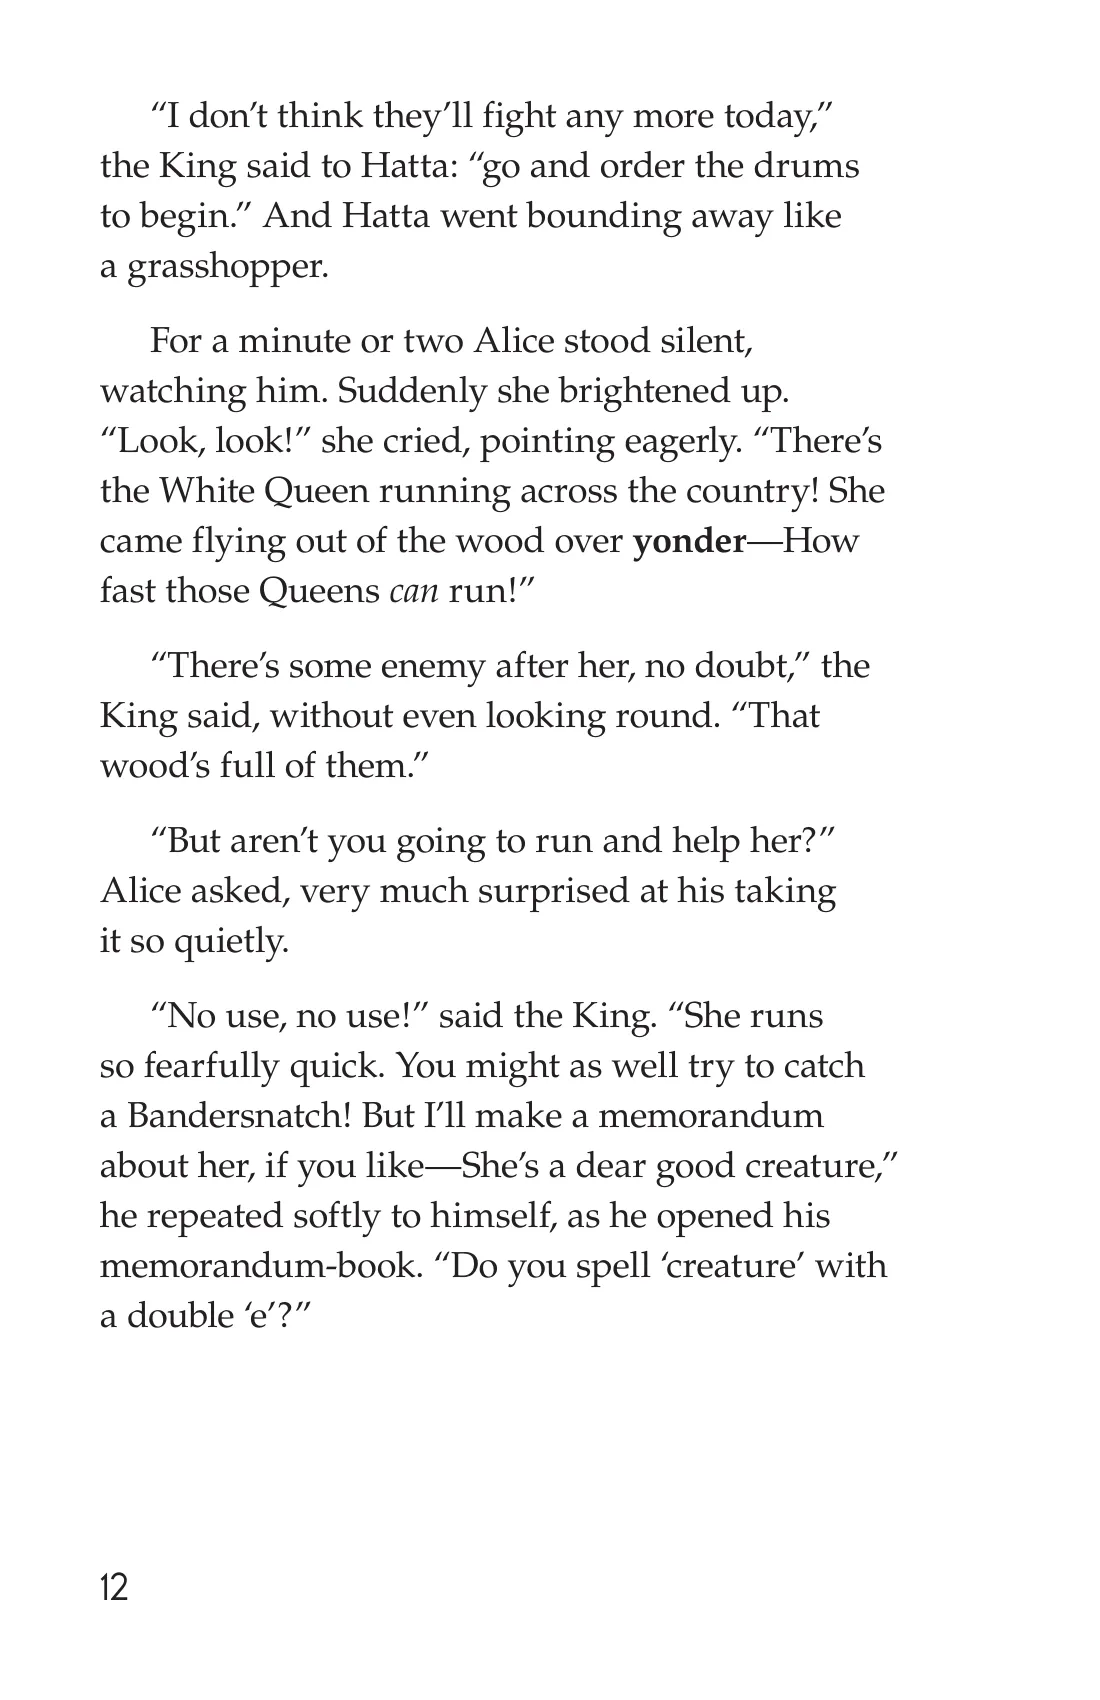 “I don’t think they’ll fight any more today,”
the King said to Hatta: “go and order the drums
to begin.” And Hatta went bounding away like
a grasshopper.
For a minute or two Alice stood silent,
watching him. Suddenly she brightened up.
“Look, look!” she cried, pointing eagerly. “There’s
the White Queen running across the country! She
came flying out of the wood over yonder—How
fast those Queens can run!”
“There’s some enemy after her, no doubt,” the
King said, without even looking round. “That
wood’s full of them.”
“But aren’t you going to run and help her?”
Alice asked, very much surprised at his taking
it so quietly.
“No use, no use!” said the King. “She runs
so fearfully quick. You might as well try to catch
a Bandersnatch! But I’ll make a memorandum
about her, if you like—She’s a dear good creature,”
he repeated softly to himself, as he opened his
memorandum-book. “Do you spell ‘creature’ with
a double ‘e’?”
12